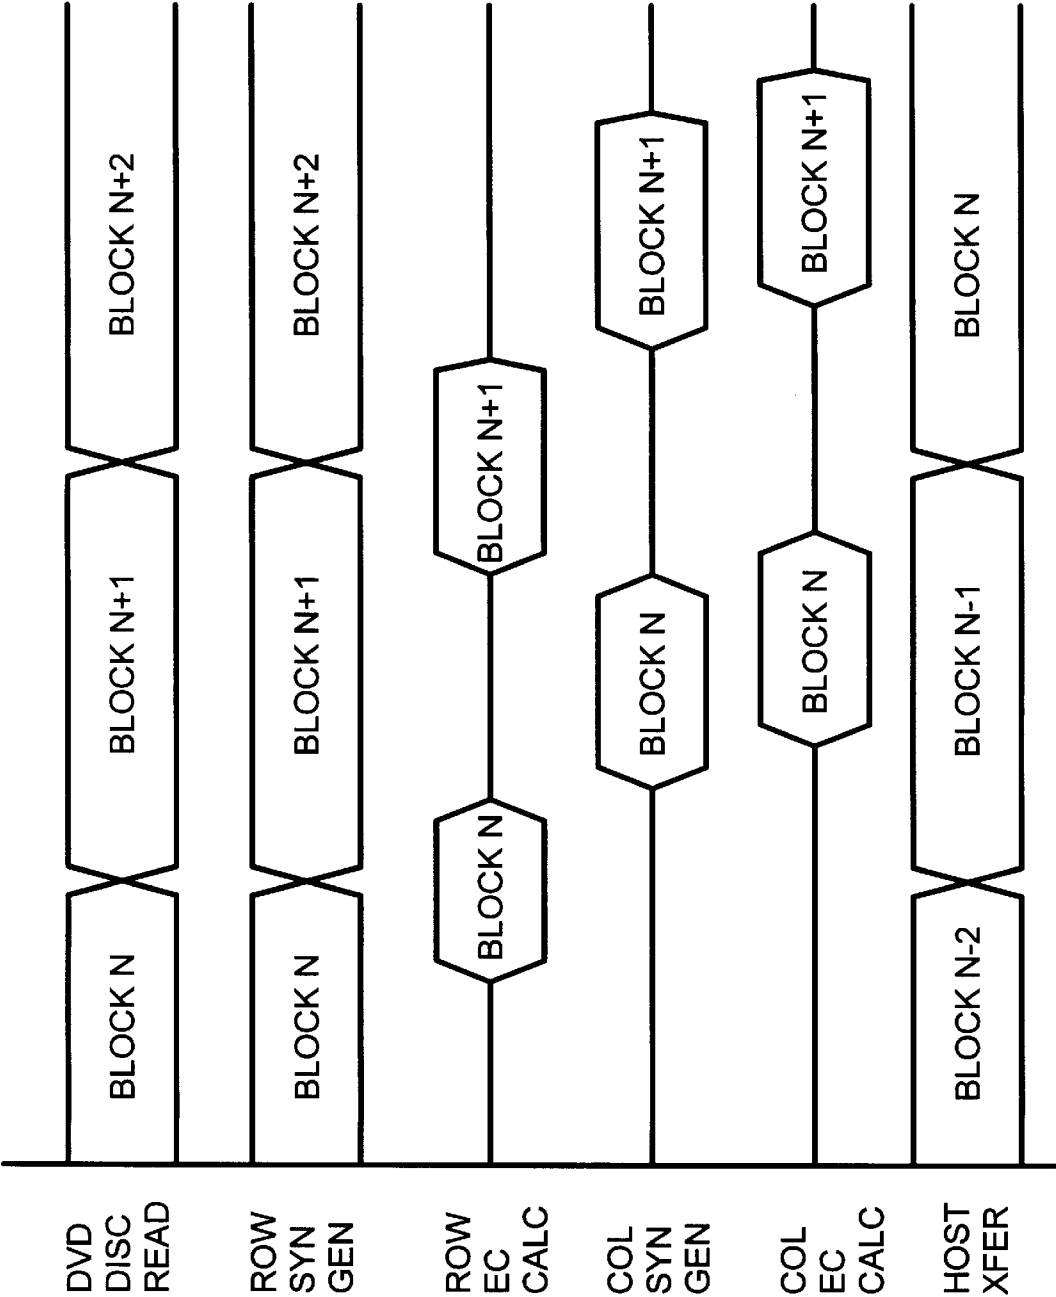 DVD
DISC
READ
BLOCK N
BLOCK N+1
BLOCK N+2
ROW
SYN
GEN
BLOCK N
BLOCK N+1
BLOCK N+2
ROW
EC
CALC
BLOCK N
BLOCK N+1
COL
SYN
GEN
BLOCK N
BLOCK N+1
COL
EC
CALC
BLOCK N
BLOCK N+1
HOST
XFER
BLOCK N-2
BLOCK N-1
BLOCK N